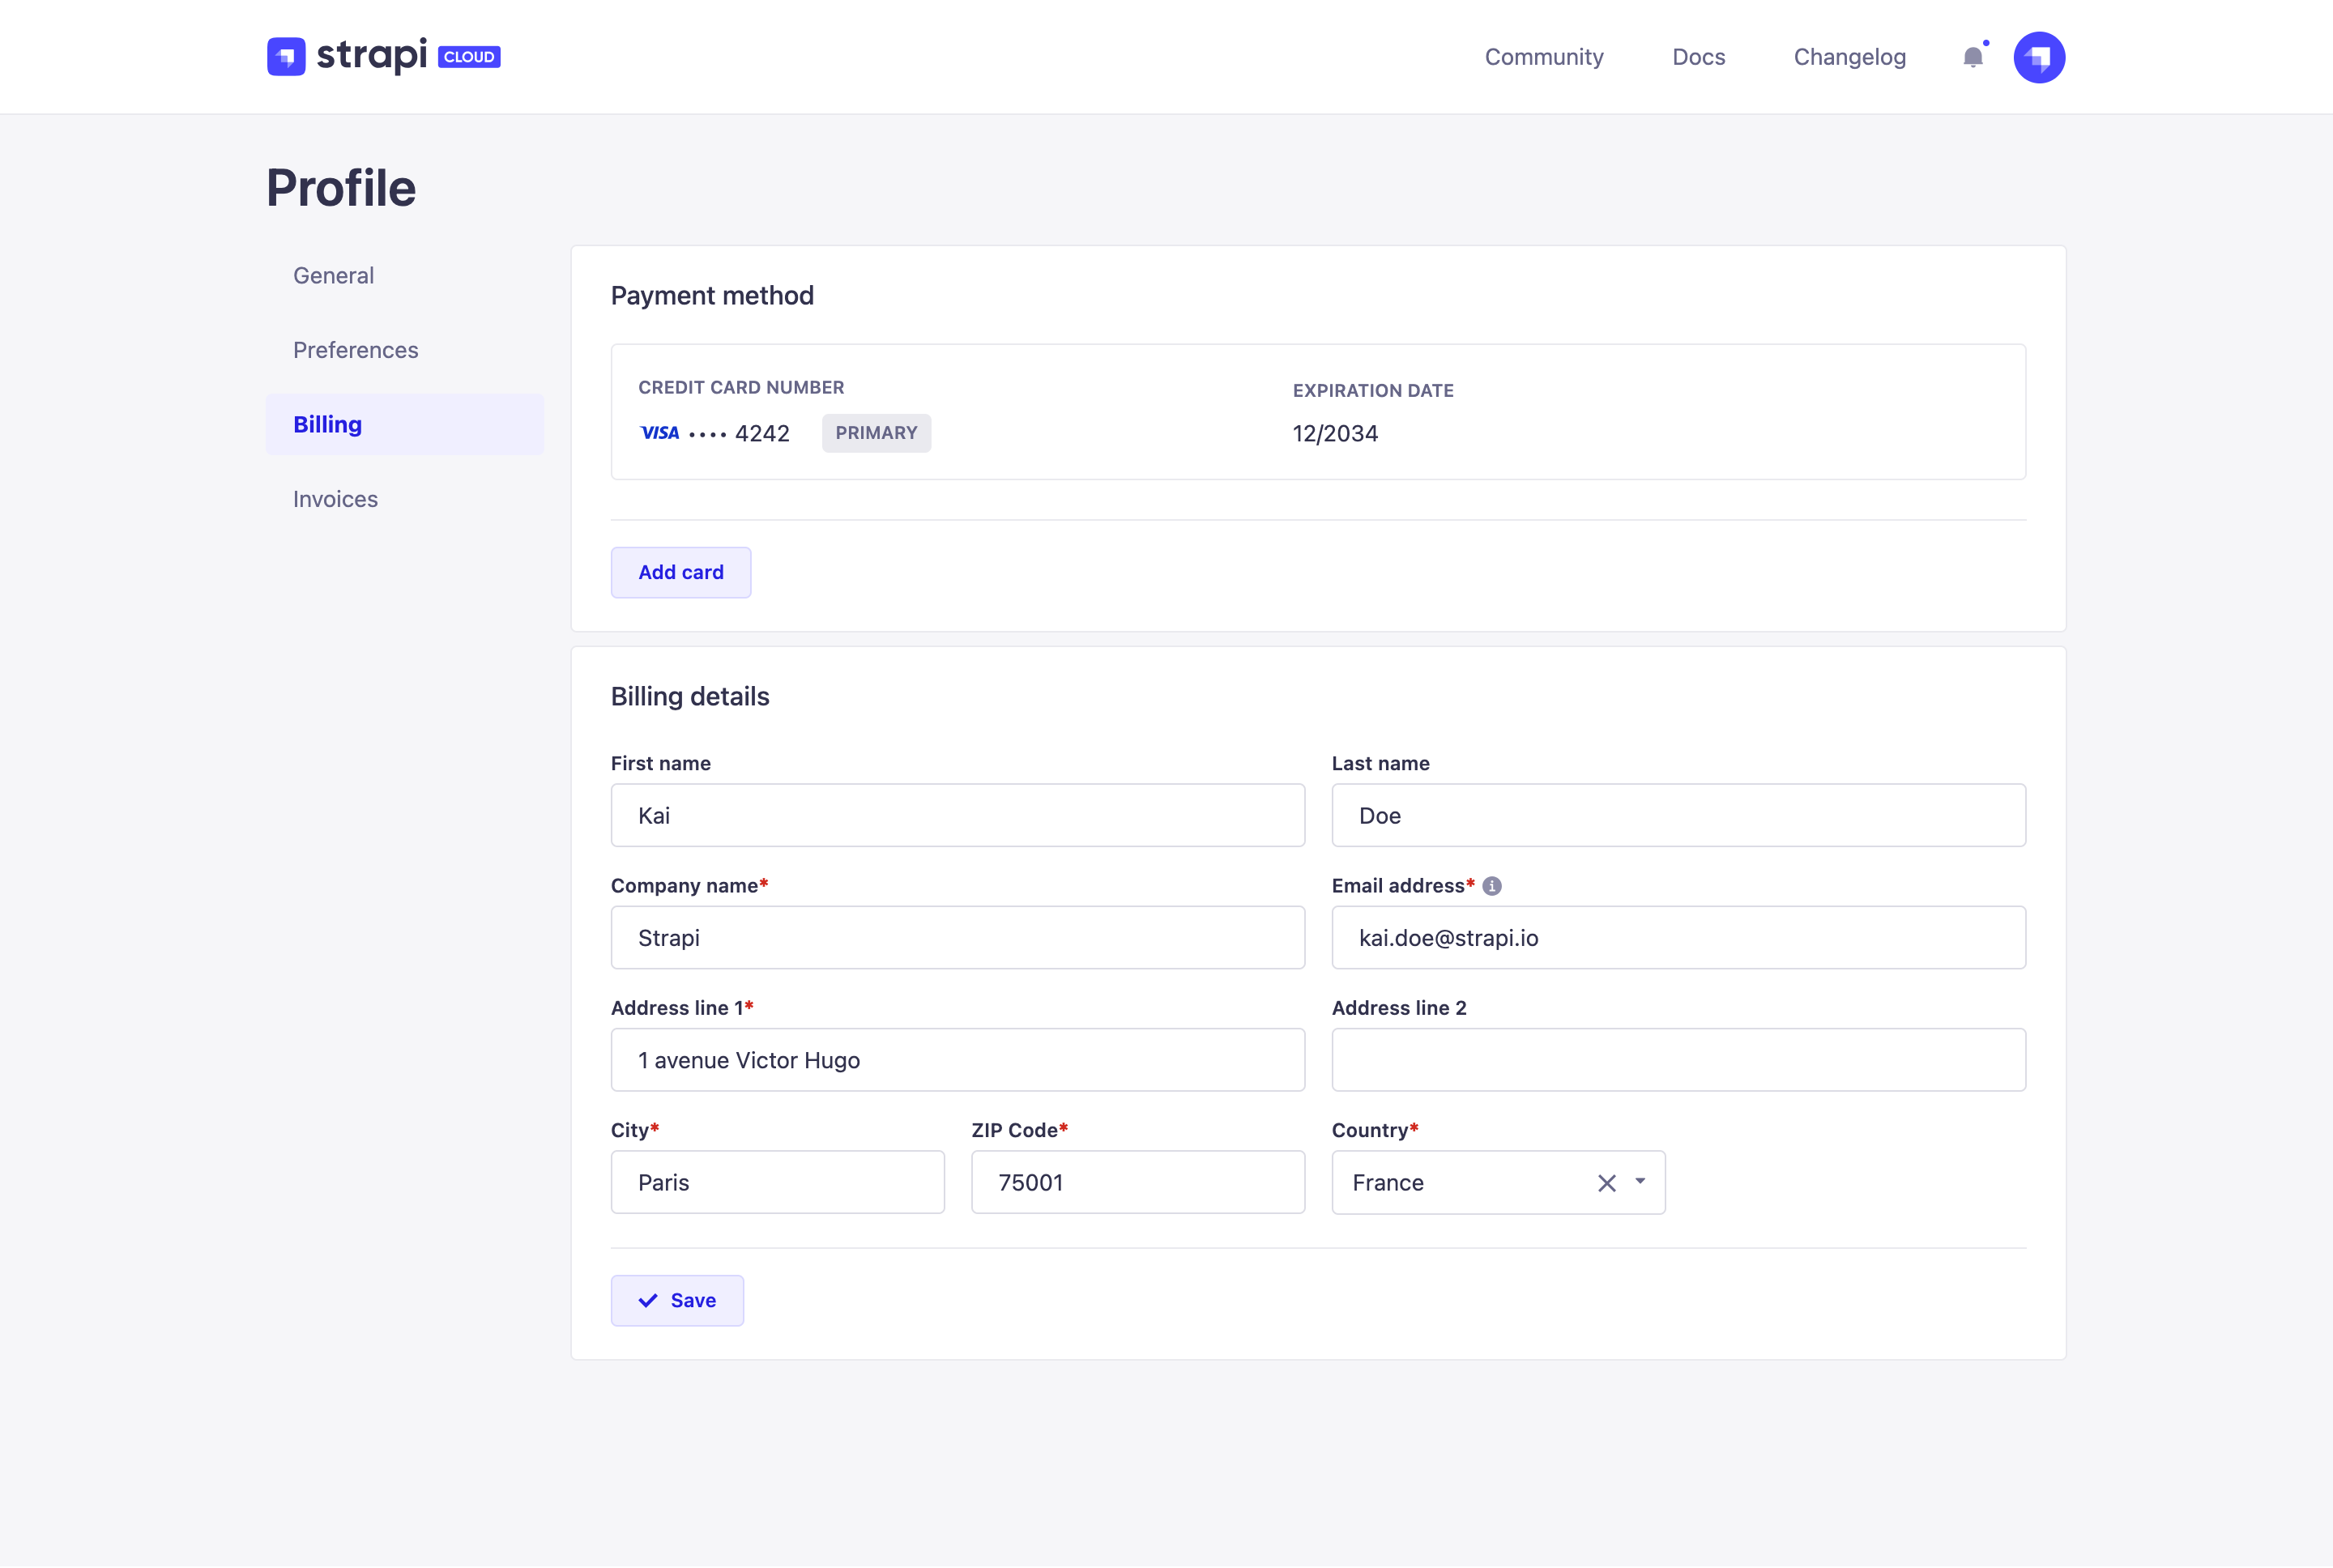 strapi CLOUD
Community Docs Changelog
Profile
General
Preferences
Billing
Invoices
Payment method
CREDIT CARD NUMBER EXPIRATION DATE
VISA •••• 4242 PRIMARY 12/2034
Add card
Billing details
First name Last name
Kai Doe
Company name* Email address*
Strapi kai.doe@strapi.io
Address line 1* Address line 2
1 avenue Victor Hugo
City* ZIP Code* Country*
Paris 75001 France
Save